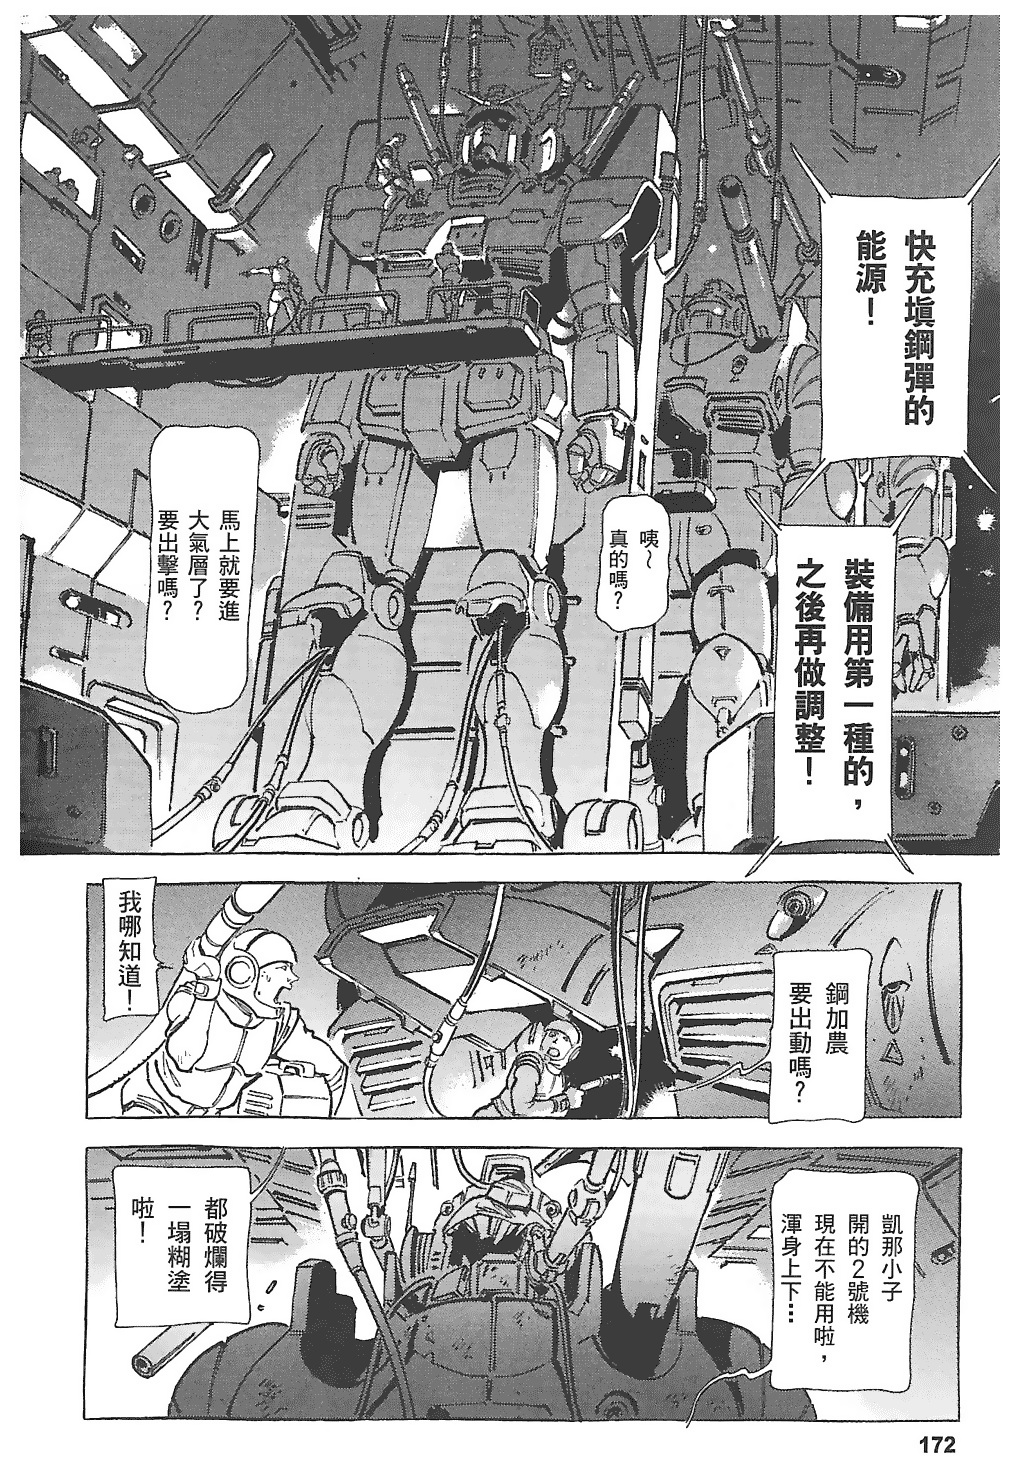 快充塡鋼彈的
能源！
裝備用第一種的，
之後再做調整！
咦～
真的嗎？
馬上就要進
大氣層了？
要出擊嗎？
鋼加農
要出動嗎？
我哪知道！
凱那小子
開的2號機
現在不能用啦，
渾身上下…
都破爛得
一塌糊塗
啦！
172